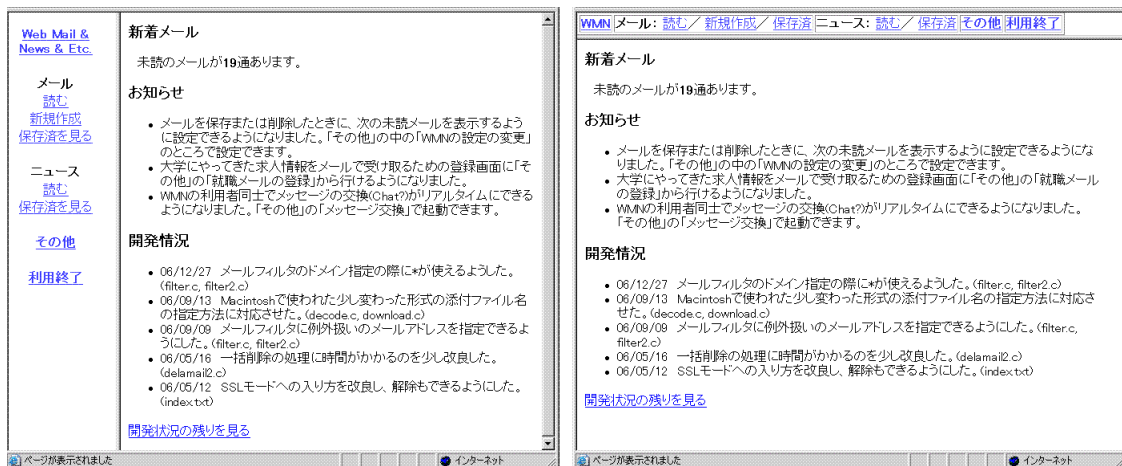 Web Mail &
News & Etc.
メール
読む
新規作成
保存済を見る
ニュース
読む
保存済を見る
その他
利用終了
新着メール
未読のメールが19通あります。
お知らせ
• メールを保存または削除したときに、次の未読メールを表示するよう
に設定できるようになりました。「その他」の中の「WMNの設定の変更」
のところで設定できます。
• 大学にやってきた求人情報をメールで受け取るための登録画面に「そ
の他」の「就職メールの登録」から行けるようになりました。
• WMNの利用者同士でメッセージの交換(Chat?)がリアルタイムにできる
ようになりました。「その他」の「メッセージ交換」で起動できます。
開発情況
• 06/12/27 メールフィルタのドメイン指定の際に*が使えるようした。
(filter.c, filter2.c)
• 06/09/13 Macintoshで使われた少し変わった形式の添付ファイル名
の指定方法に対応させた。(decode.c, download.c)
• 06/09/09 メールフィルタに例外扱いのメールアドレスを指定できるよ
うにした。(filter.c, filter2.c)
• 06/05/16 一括削除の処理に時間がかかるのを少し改良した。
(delamail2.c)
• 06/05/12 SSLモードへの入り方を改良し、解除もできるようにした。
(index.txt)
開発状況の残りを見る
ページが表示されました インターネット
WMN メール: 読む／ 新規作成／ 保存済 ニュース: 読む／ 保存済 その他 利用終了
新着メール
未読のメールが19通あります。
お知らせ
• メールを保存または削除したときに、次の未読メールを表示するように設定できるようにな
りました。「その他」の中の「WMNの設定の変更」のところで設定できます。
• 大学にやってきた求人情報をメールで受け取るための登録画面に「その他」の「就職メール
の登録」から行けるようになりました。
• WMNの利用者同士でメッセージの交換(Chat?)がリアルタイムにできるようになりました。
「その他」の「メッセージ交換」で起動できます。
開発情況
• 06/12/27 メールフィルタのドメイン指定の際に*が使えるようした。(filter.c, filter2.c)
• 06/09/13 Macintoshで使われた少し変わった形式の添付ファイル名の指定方法に対応さ
せた。(decode.c, download.c)
• 06/09/09 メールフィルタに例外扱いのメールアドレスを指定できるようにした。(filter.c,
filter2.c)
• 06/05/16 一括削除の処理に時間がかかるのを少し改良した。(delamail2.c)
• 06/05/12 SSLモードへの入り方を改良し、解除もできるようにした。(index.txt)
開発状況の残りを見る
ページが表示されました インターネット